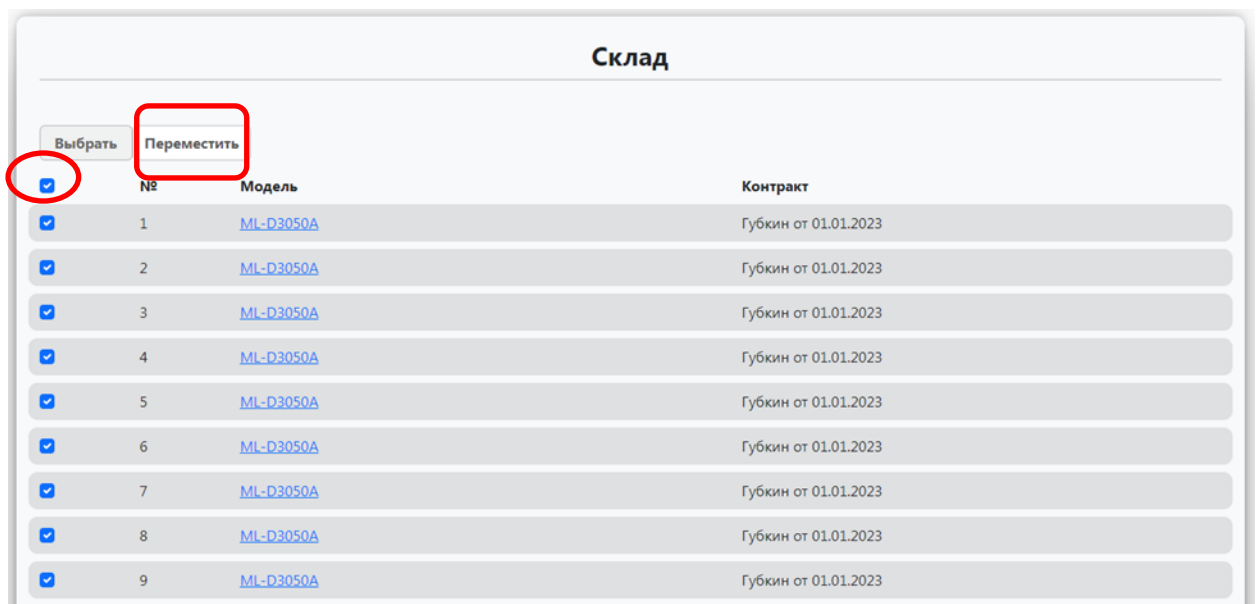 Склад
Выбрать Переместить
№ Модель Контракт
1 ML-D3050A Губкин от 01.01.2023
2 ML-D3050A Губкин от 01.01.2023
3 ML-D3050A Губкин от 01.01.2023
4 ML-D3050A Губкин от 01.01.2023
5 ML-D3050A Губкин от 01.01.2023
6 ML-D3050A Губкин от 01.01.2023
7 ML-D3050A Губкин от 01.01.2023
8 ML-D3050A Губкин от 01.01.2023
9 ML-D3050A Губкин от 01.01.2023